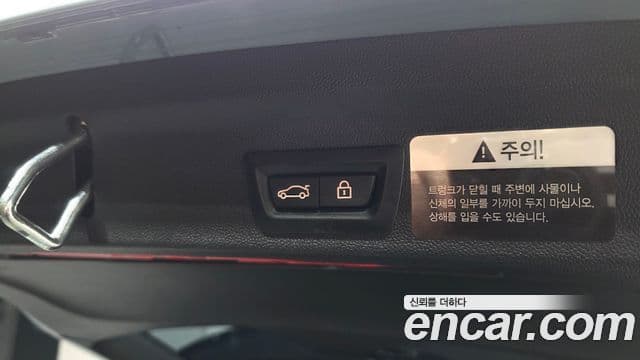 주의!
트렁크가 닫힐 때 주변에 사물이나
신체의 일부를 가까이 두지 마십시오.
상해를 입을 수도 있습니다.
신뢰를 더하다
encar.com